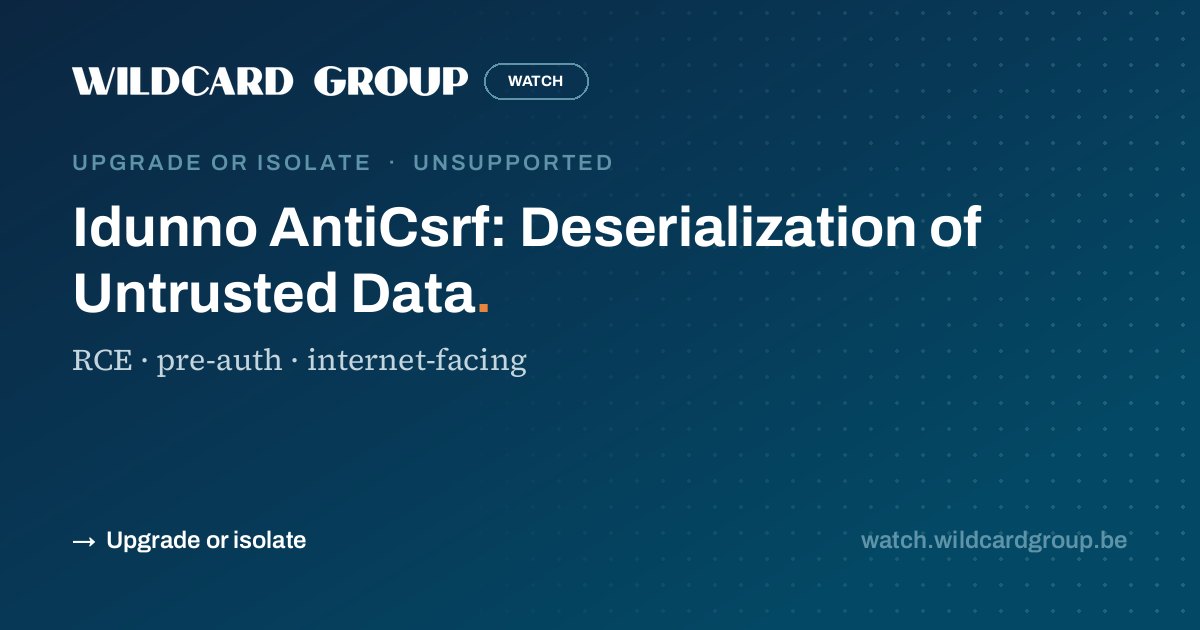 WILDCARD GROUP WATCH
UPGRADE OR ISOLATE · UNSUPPORTED
Idunno AntiCsrf: Deserialization of
Untrusted Data.
RCE · pre-auth · internet-facing
→ Upgrade or isolate
watch.wildcardgroup.be